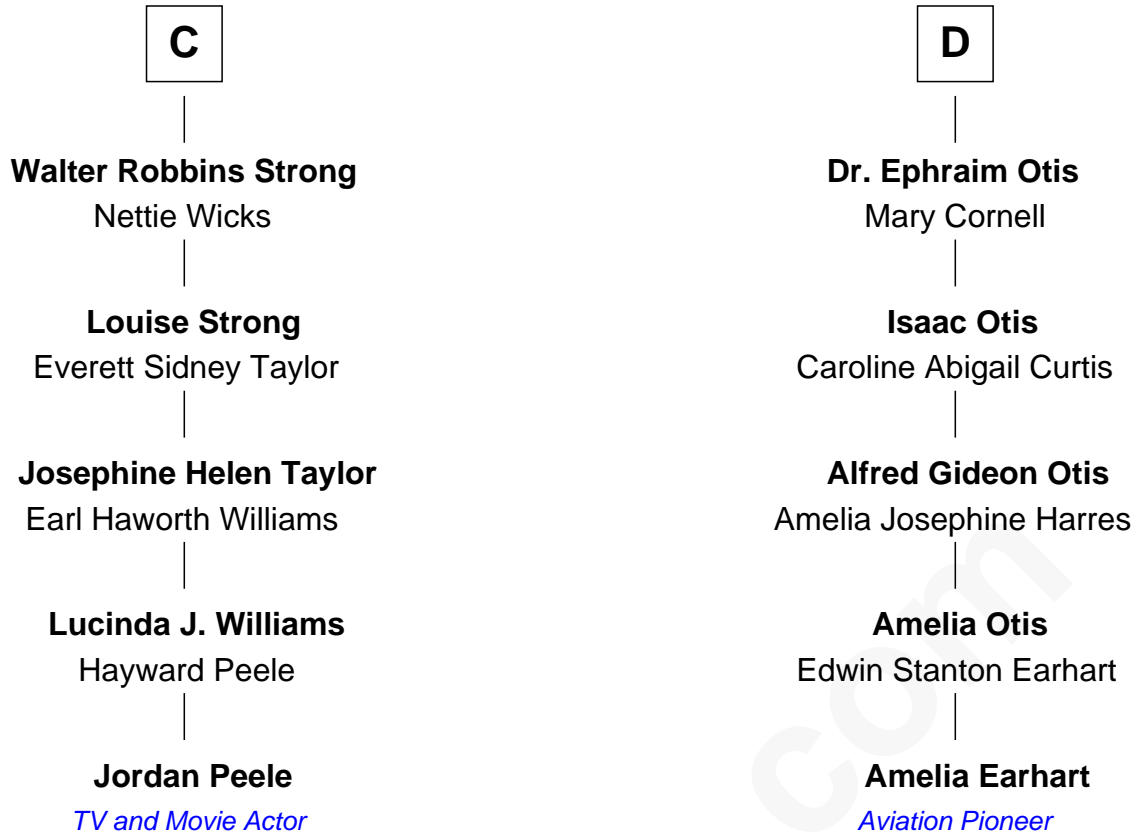 C
D
Walter Robbins Strong
Nettie Wicks
Dr. Ephraim Otis
Mary Cornell
Louise Strong
Everett Sidney Taylor
Isaac Otis
Caroline Abigail Curtis
Josephine Helen Taylor
Earl Haworth Williams
Alfred Gideon Otis
Amelia Josephine Harres
Lucinda J. Williams
Hayward Peele
Amelia Otis
Edwin Stanton Earhart
Jordan Peele
TV and Movie Actor
Amelia Earhart
Aviation Pioneer
com